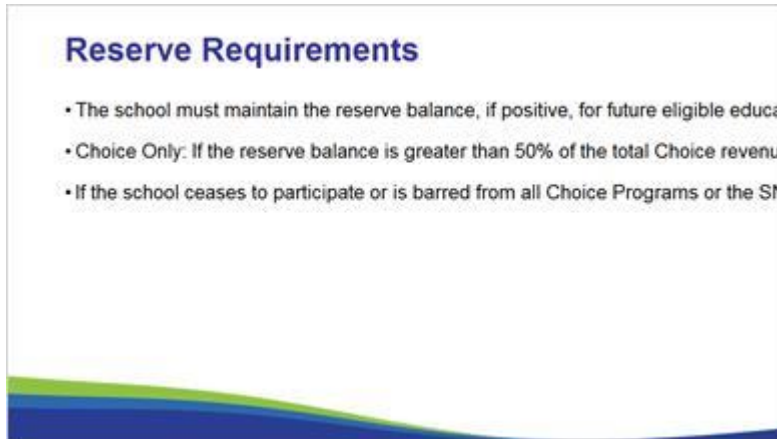 Reserve Requirements
• The school must maintain the reserve balance, if positive, for future eligible educa
• Choice Only: If the reserve balance is greater than 50% of the total Choice revenu
• If the school ceases to participate or is barred from all Choice Programs or the SN